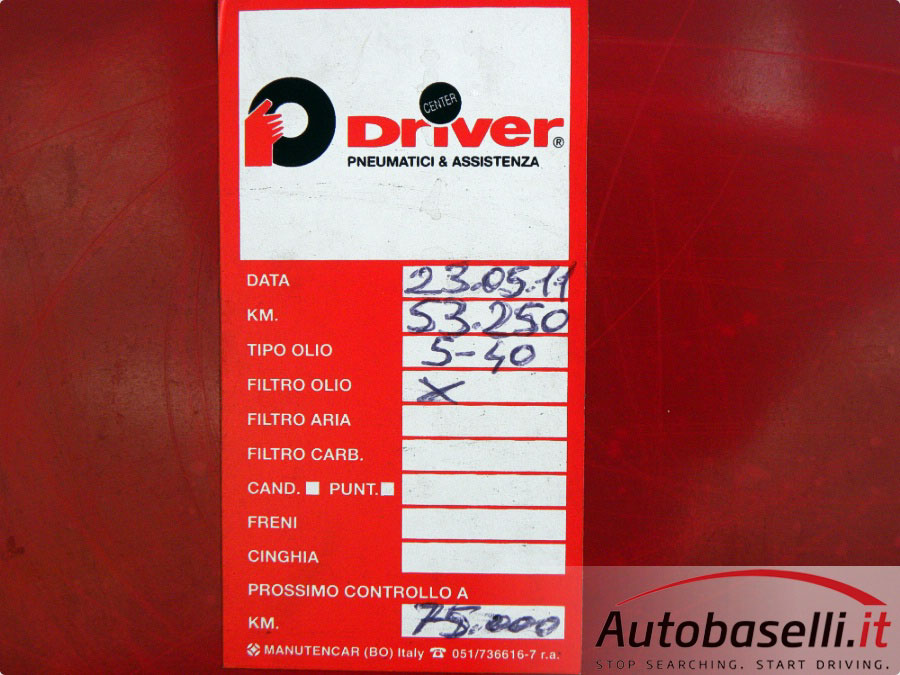 CENTER
DRiver®
PNEUMATICI & ASSISTENZA
DATA 23.05.11
KM. 53.250
TIPO OLIO 5-40
FILTRO OLIO X
FILTRO ARIA
FILTRO CARB.
CAND. PUNT.
FRENI
CINGHIA
PROSSIMO CONTROLLO A
KM. 75.000
MANUTENCAR (BO) Italy ☎ 051/736616-7 r.a.
Autobaselli.it
STOP SEARCHING. START DRIVING.